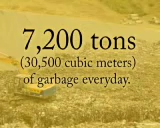 7,200 tons
(30,500 cubic meters)
of garbage everyday.